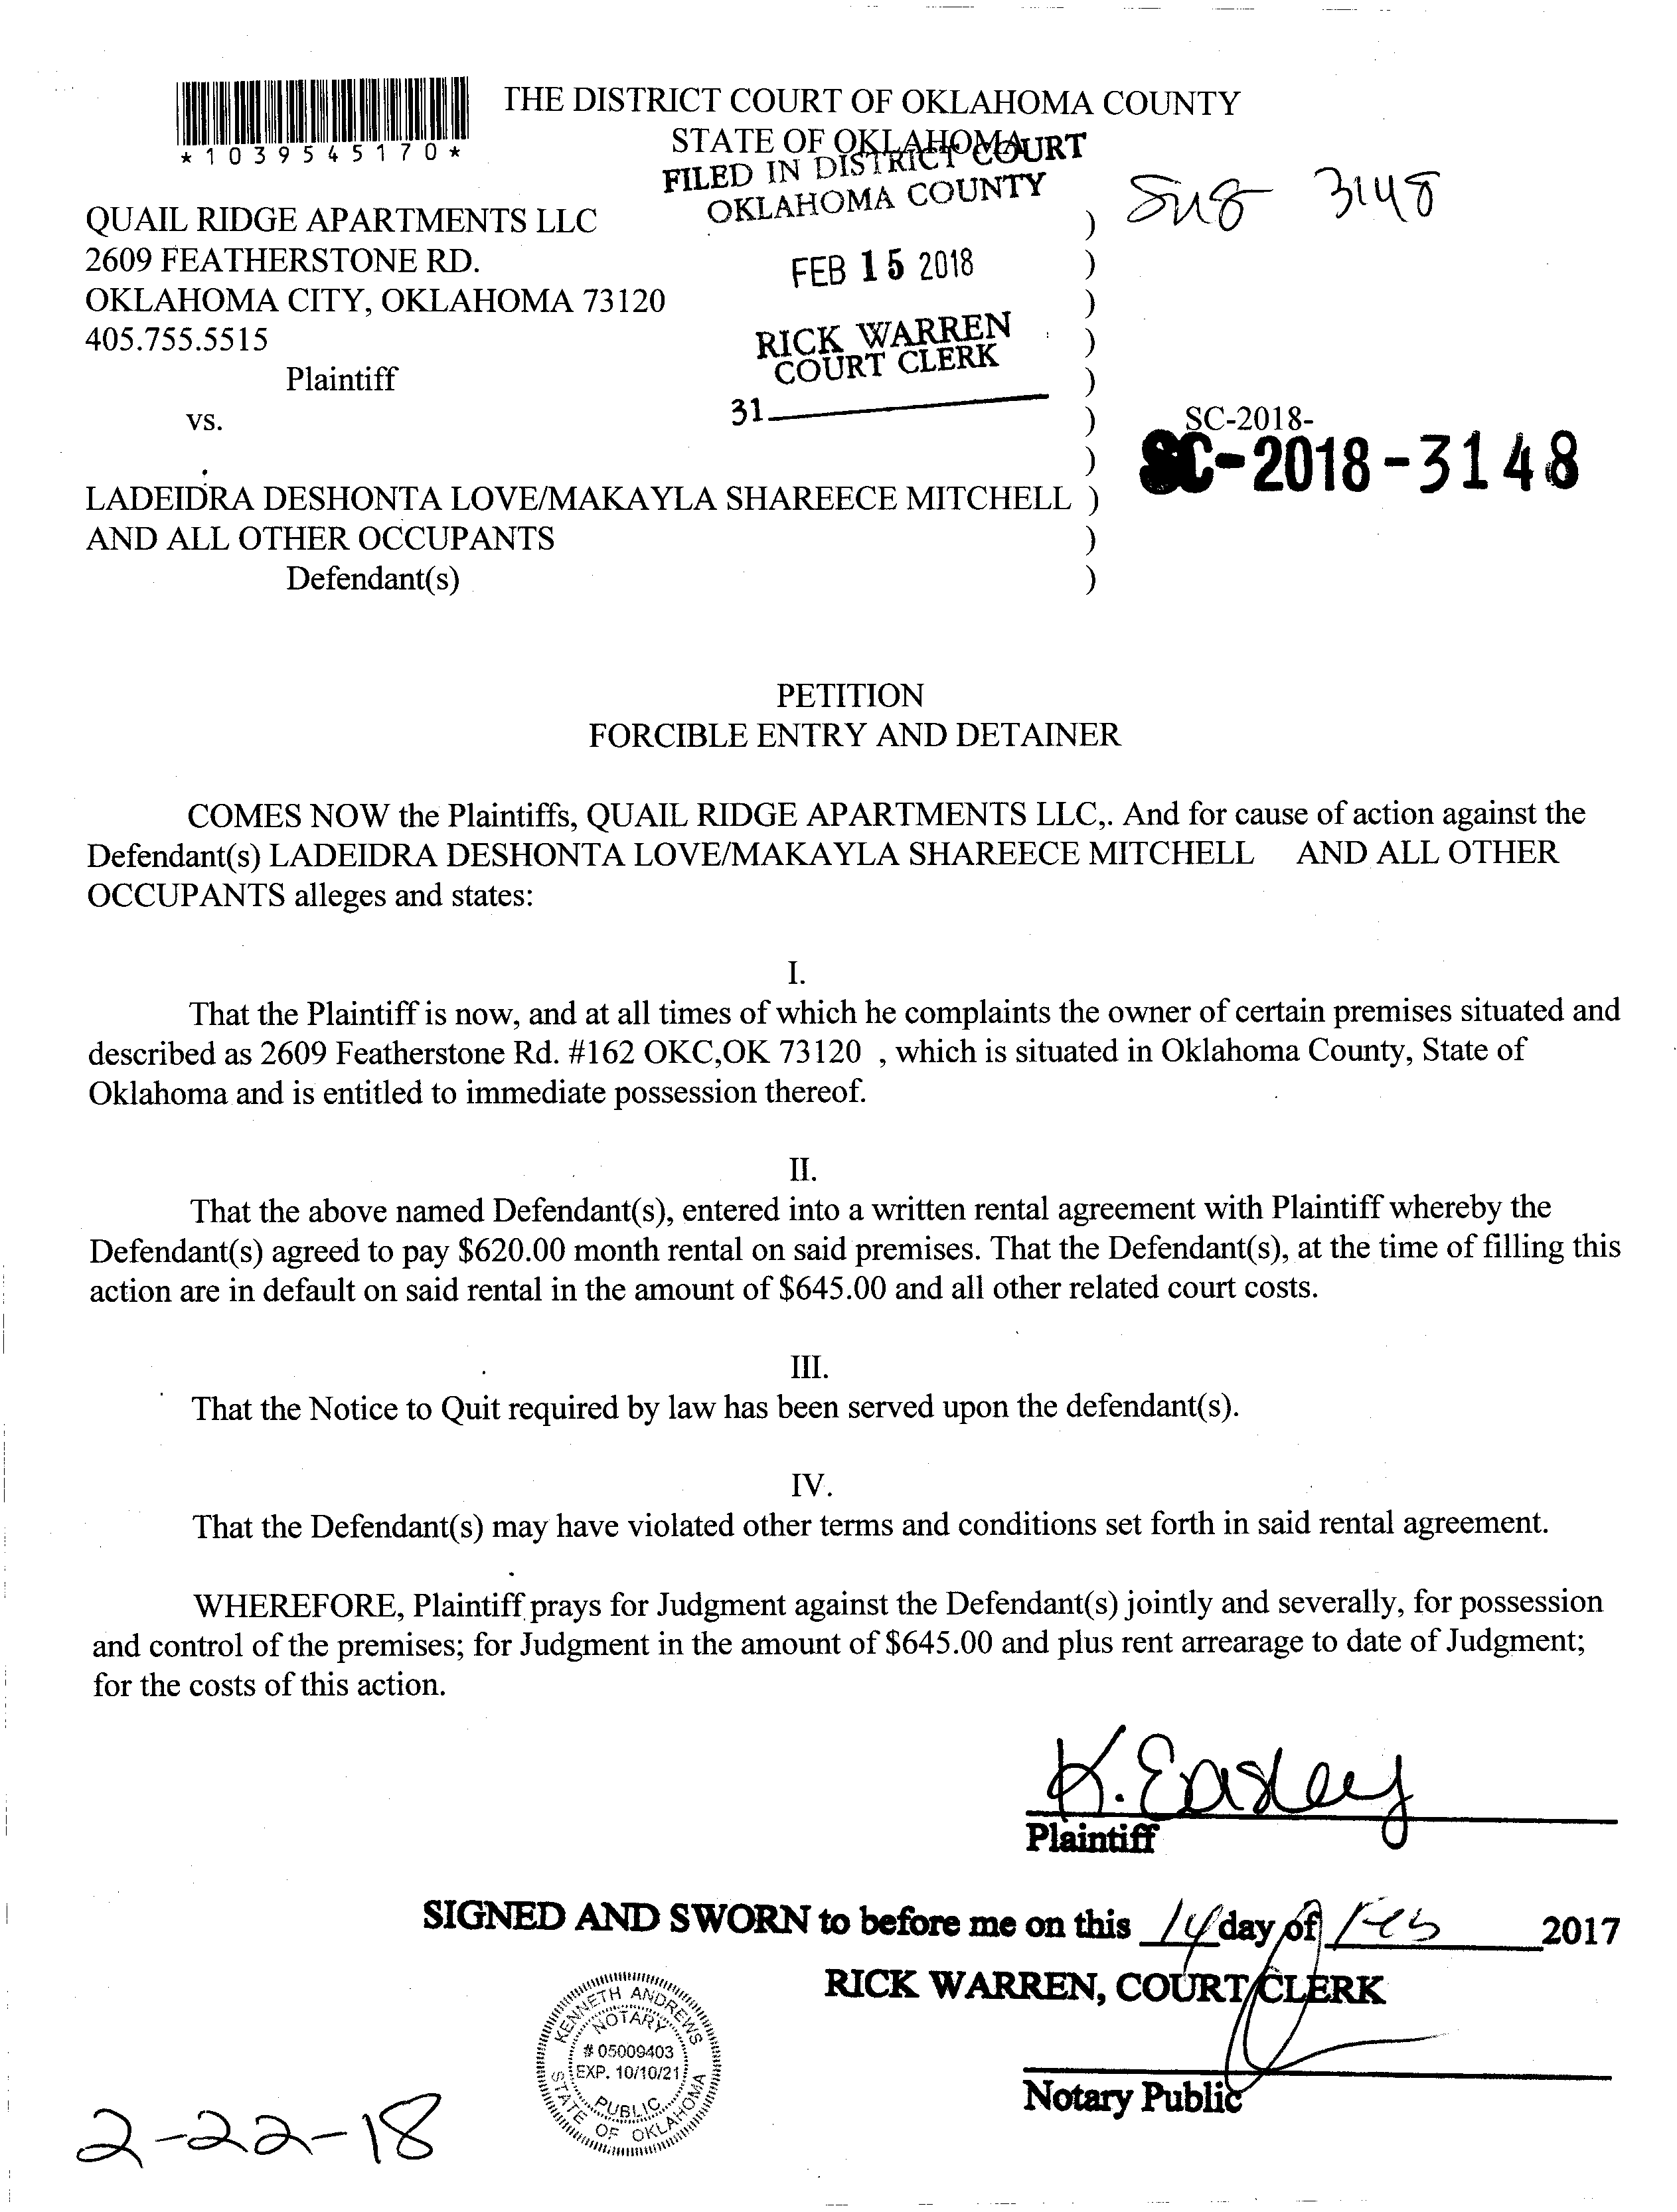 *1039545170*
THE DISTRICT COURT OF OKLAHOMA COUNTY
STATE OF OKLAHOMA
FILED IN DISTRICT COURT
OKLAHOMA COUNTY
FEB 15 2018
RICK WARREN
COURT CLERK
31
3148
QUAIL RIDGE APARTMENTS LLC )
2609 FEATHERSTONE RD. )
OKLAHOMA CITY, OKLAHOMA 73120 )
405.755.5515 )
Plaintiff )
vs. ) SC-2018-
) SC-2018-3148
LADEIDRA DESHONTA LOVE/MAKAYLA SHAREECE MITCHELL )
AND ALL OTHER OCCUPANTS )
Defendant(s) )
PETITION
FORCIBLE ENTRY AND DETAINER
COMES NOW the Plaintiffs, QUAIL RIDGE APARTMENTS LLC,. And for cause of action against the
Defendant(s) LADEIDRA DESHONTA LOVE/MAKAYLA SHAREECE MITCHELL AND ALL OTHER
OCCUPANTS alleges and states:
I.
That the Plaintiff is now, and at all times of which he complaints the owner of certain premises situated and
described as 2609 Featherstone Rd. #162 OKC,OK 73120 , which is situated in Oklahoma County, State of
Oklahoma and is entitled to immediate possession thereof.
II.
That the above named Defendant(s), entered into a written rental agreement with Plaintiff whereby the
Defendant(s) agreed to pay $620.00 month rental on said premises. That the Defendant(s), at the time of filling this
action are in default on said rental in the amount of $645.00 and all other related court costs.
III.
That the Notice to Quit required by law has been served upon the defendant(s).
IV.
That the Defendant(s) may have violated other terms and conditions set forth in said rental agreement.
WHEREFORE, Plaintiff prays for Judgment against the Defendant(s) jointly and severally, for possession
and control of the premises; for Judgment in the amount of $645.00 and plus rent arrearage to date of Judgment;
for the costs of this action.
K. Easley
Plaintiff
SIGNED AND SWORN to before me on this 14 day of Feb 2017
RICK WARREN, COURT CLERK
Notary Public
KENNETH ANDREWS
NOTARY
# 05009403
EXP. 10/10/21
PUBLIC
STATE OF OKLAHOMA
2-22-18